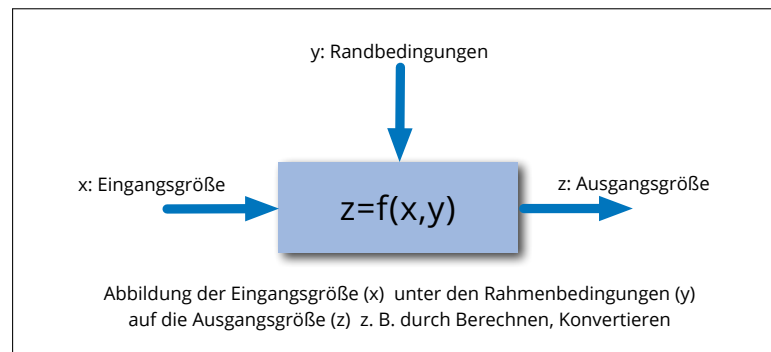 y: Randbedingungen
x: Eingangsgröße
z: Ausgangsgröße
z=f(x,y)
Abbildung der Eingangsgröße (x) unter den Rahmenbedingungen (y)
auf die Ausgangsgröße (z) z. B. durch Berechnen, Konvertieren